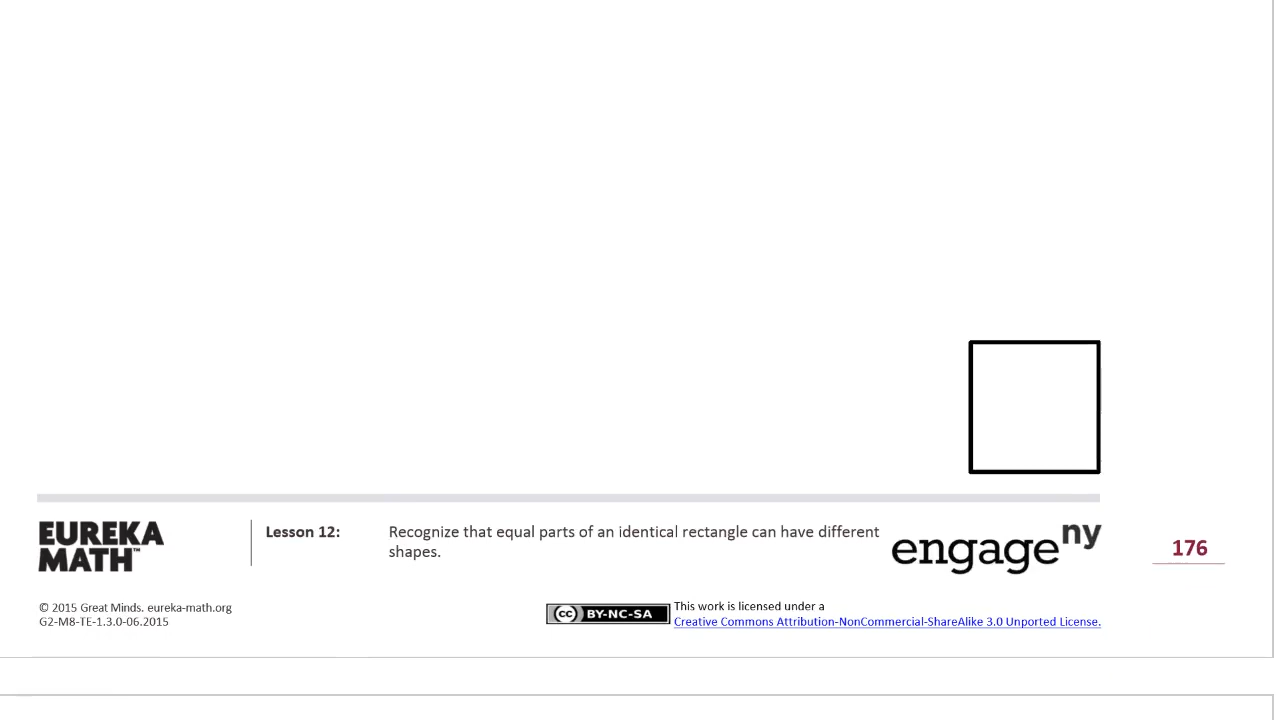 EUREKA
MATH™
Lesson 12:
Recognize that equal parts of an identical rectangle can have different
shapes.
engage ny
176
© 2015 Great Minds. eureka-math.org
G2-M8-TE-1.3.0-06.2015
cc BY-NC-SA
This work is licensed under a
Creative Commons Attribution-NonCommercial-ShareAlike 3.0 Unported License.